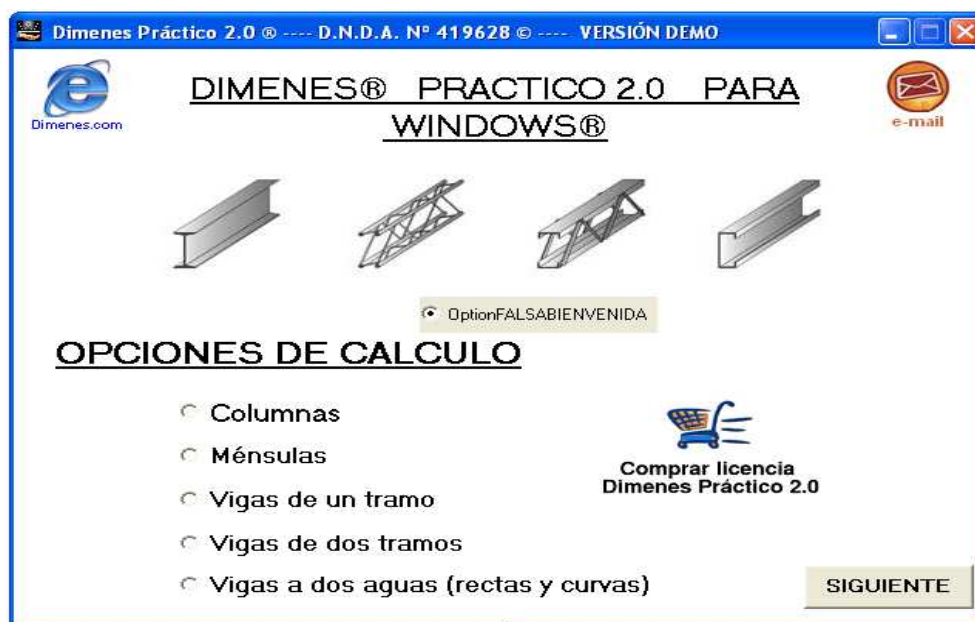 Dimenes Práctico 2.0 ® ---- D.N.D.A. Nº 419628 © ---- VERSIÓN DEMO
Dimenes.com
DIMENES® PRACTICO 2.0 PARA
WINDOWS®
e-mail
OptionFALSABIENVENIDA
OPCIONES DE CALCULO
Columnas
Ménsulas
Vigas de un tramo
Vigas de dos tramos
Vigas a dos aguas (rectas y curvas)
Comprar licencia
Dimenes Práctico 2.0
SIGUIENTE